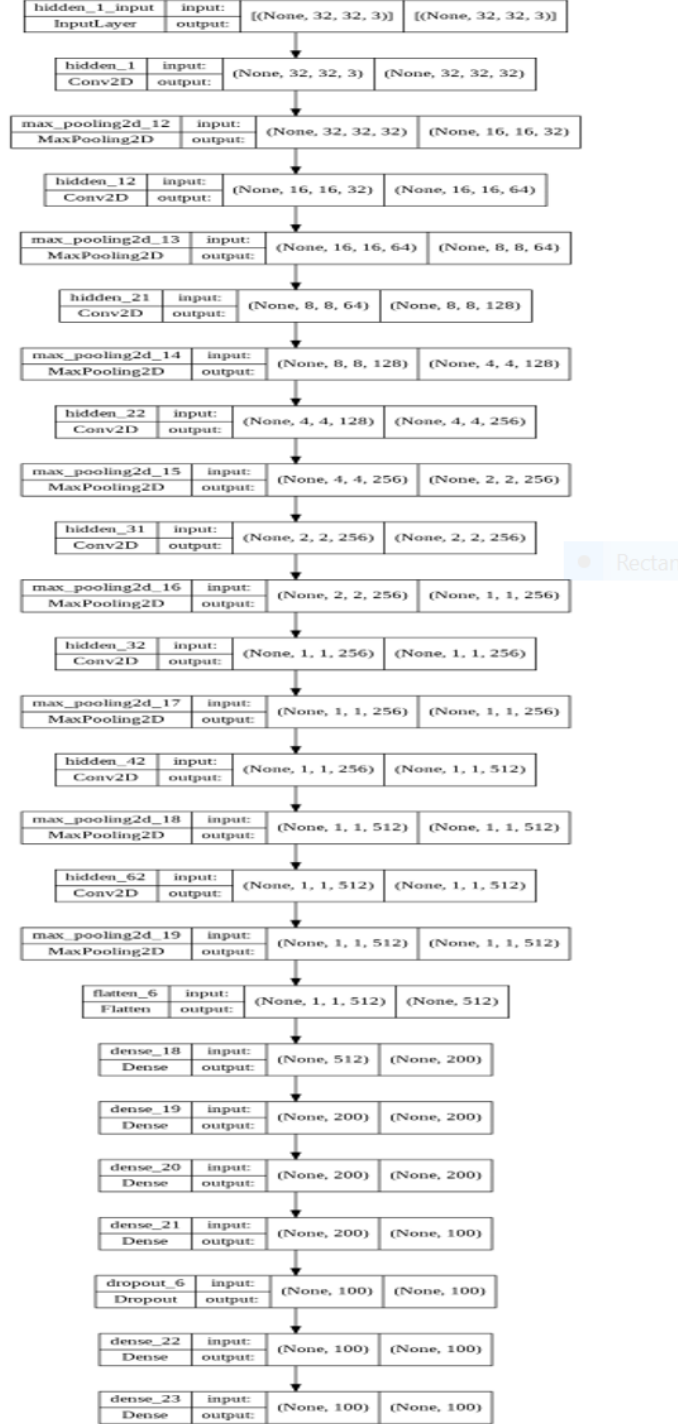 hidden_1_input input: [(None, 32, 32, 3)] [(None, 32, 32, 3)]
InputLayer output:
hidden_1 input: (None, 32, 32, 3) (None, 32, 32, 32)
Conv2D output:
max_pooling2d_12 input: (None, 32, 32, 32) (None, 16, 16, 32)
MaxPooling2D output:
hidden_12 input: (None, 16, 16, 32) (None, 16, 16, 64)
Conv2D output:
max_pooling2d_13 input: (None, 16, 16, 64) (None, 8, 8, 64)
MaxPooling2D output:
hidden_21 input: (None, 8, 8, 64) (None, 8, 8, 128)
Conv2D output:
max_pooling2d_14 input: (None, 8, 8, 128) (None, 4, 4, 128)
MaxPooling2D output:
hidden_22 input: (None, 4, 4, 128) (None, 4, 4, 256)
Conv2D output:
max_pooling2d_15 input: (None, 4, 4, 256) (None, 2, 2, 256)
MaxPooling2D output:
hidden_31 input: (None, 2, 2, 256) (None, 2, 2, 256)
Conv2D output:
Rectan
max_pooling2d_16 input: (None, 2, 2, 256) (None, 1, 1, 256)
MaxPooling2D output:
hidden_32 input: (None, 1, 1, 256) (None, 1, 1, 256)
Conv2D output:
max_pooling2d_17 input: (None, 1, 1, 256) (None, 1, 1, 256)
MaxPooling2D output:
hidden_42 input: (None, 1, 1, 256) (None, 1, 1, 512)
Conv2D output:
max_pooling2d_18 input: (None, 1, 1, 512) (None, 1, 1, 512)
MaxPooling2D output:
hidden_62 input: (None, 1, 1, 512) (None, 1, 1, 512)
Conv2D output:
max_pooling2d_19 input: (None, 1, 1, 512) (None, 1, 1, 512)
MaxPooling2D output:
flatten_6 input: (None, 1, 1, 512) (None, 512)
Flatten output:
dense_18 input: (None, 512) (None, 200)
Dense output:
dense_19 input: (None, 200) (None, 200)
Dense output:
dense_20 input: (None, 200) (None, 200)
Dense output:
dense_21 input: (None, 200) (None, 100)
Dense output:
dropout_6 input: (None, 100) (None, 100)
Dropout output:
dense_22 input: (None, 100) (None, 100)
Dense output:
dense_23 input: (None, 100) (None, 100)
Dense output: